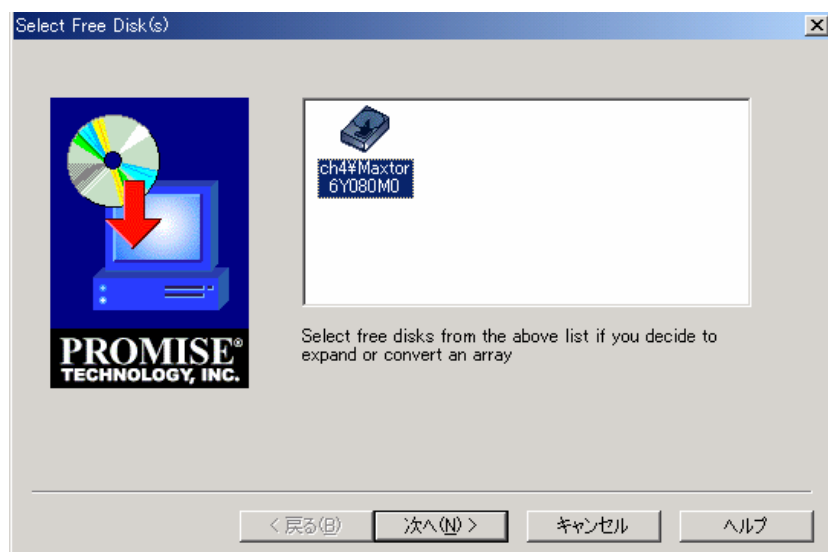 Select Free Disk(s)
ch4¥Maxtor
6Y080M0
PROMISE®
TECHNOLOGY, INC.
Select free disks from the above list if you decide to
expand or convert an array
< 戻る(B)
次へ(N) >
キャンセル
ヘルプ